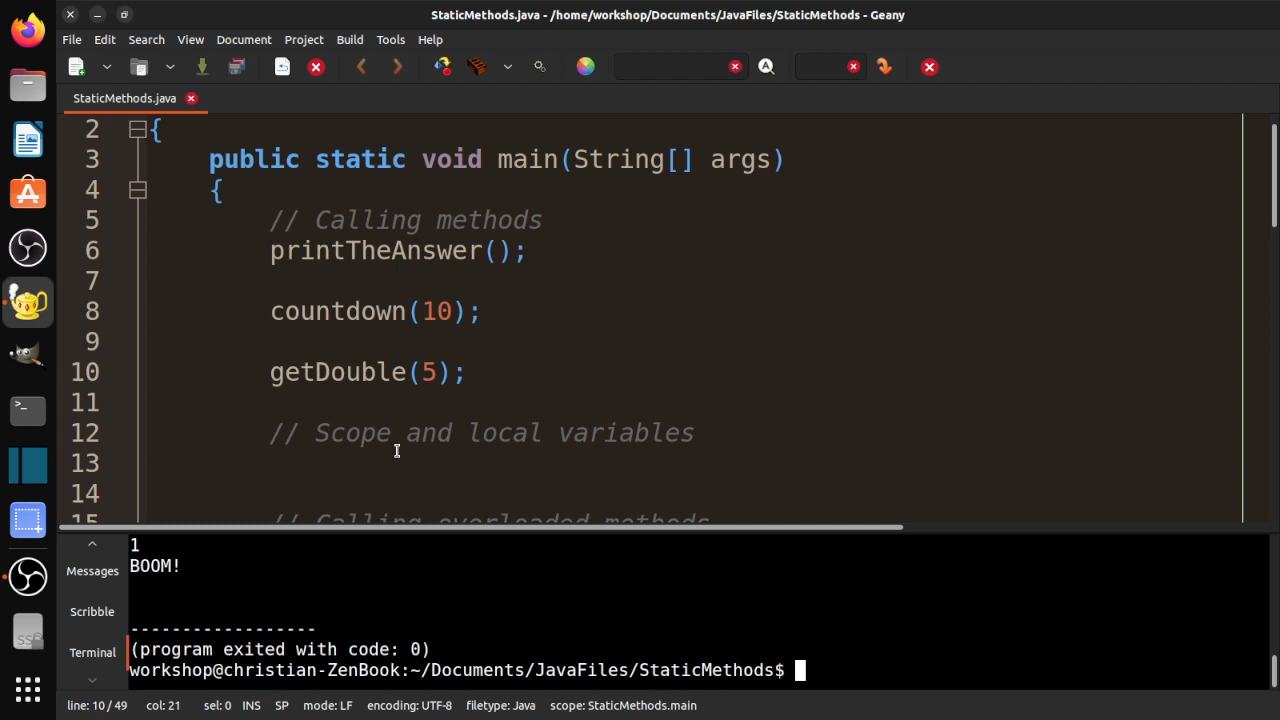 StaticMethods.java - /home/workshop/Documents/JavaFiles/StaticMethods - Geany
File Edit Search View Document Project Build Tools Help
StaticMethods.java
2 {
3 public static void main(String[] args)
4 {
5 // Calling methods
6 printTheAnswer();
7
8 countdown(10);
9
10 getDouble(5);
11
12 // Scope and local variables
13
14
15 // Calling overloaded methods
Messages
Scribble
Terminal
1
BOOM!
------------------
(program exited with code: 0)
workshop@christian-ZenBook:~/Documents/JavaFiles/StaticMethods$
line: 10 / 49 col: 21 sel: 0 INS SP mode: LF encoding: UTF-8 filetype: Java scope: StaticMethods.main